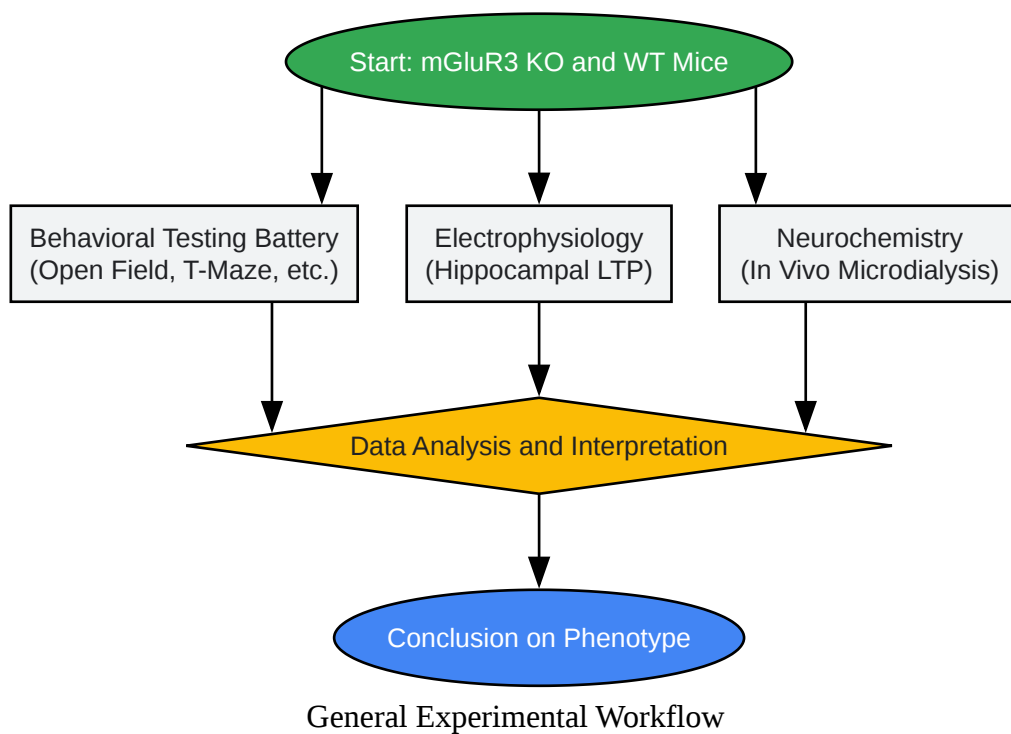 Start: mGluR3 KO and WT Mice
Behavioral Testing Battery
(Open Field, T-Maze, etc.)
Electrophysiology
(Hippocampal LTP)
Neurochemistry
(In Vivo Microdialysis)
Data Analysis and Interpretation
Conclusion on Phenotype
General Experimental Workflow